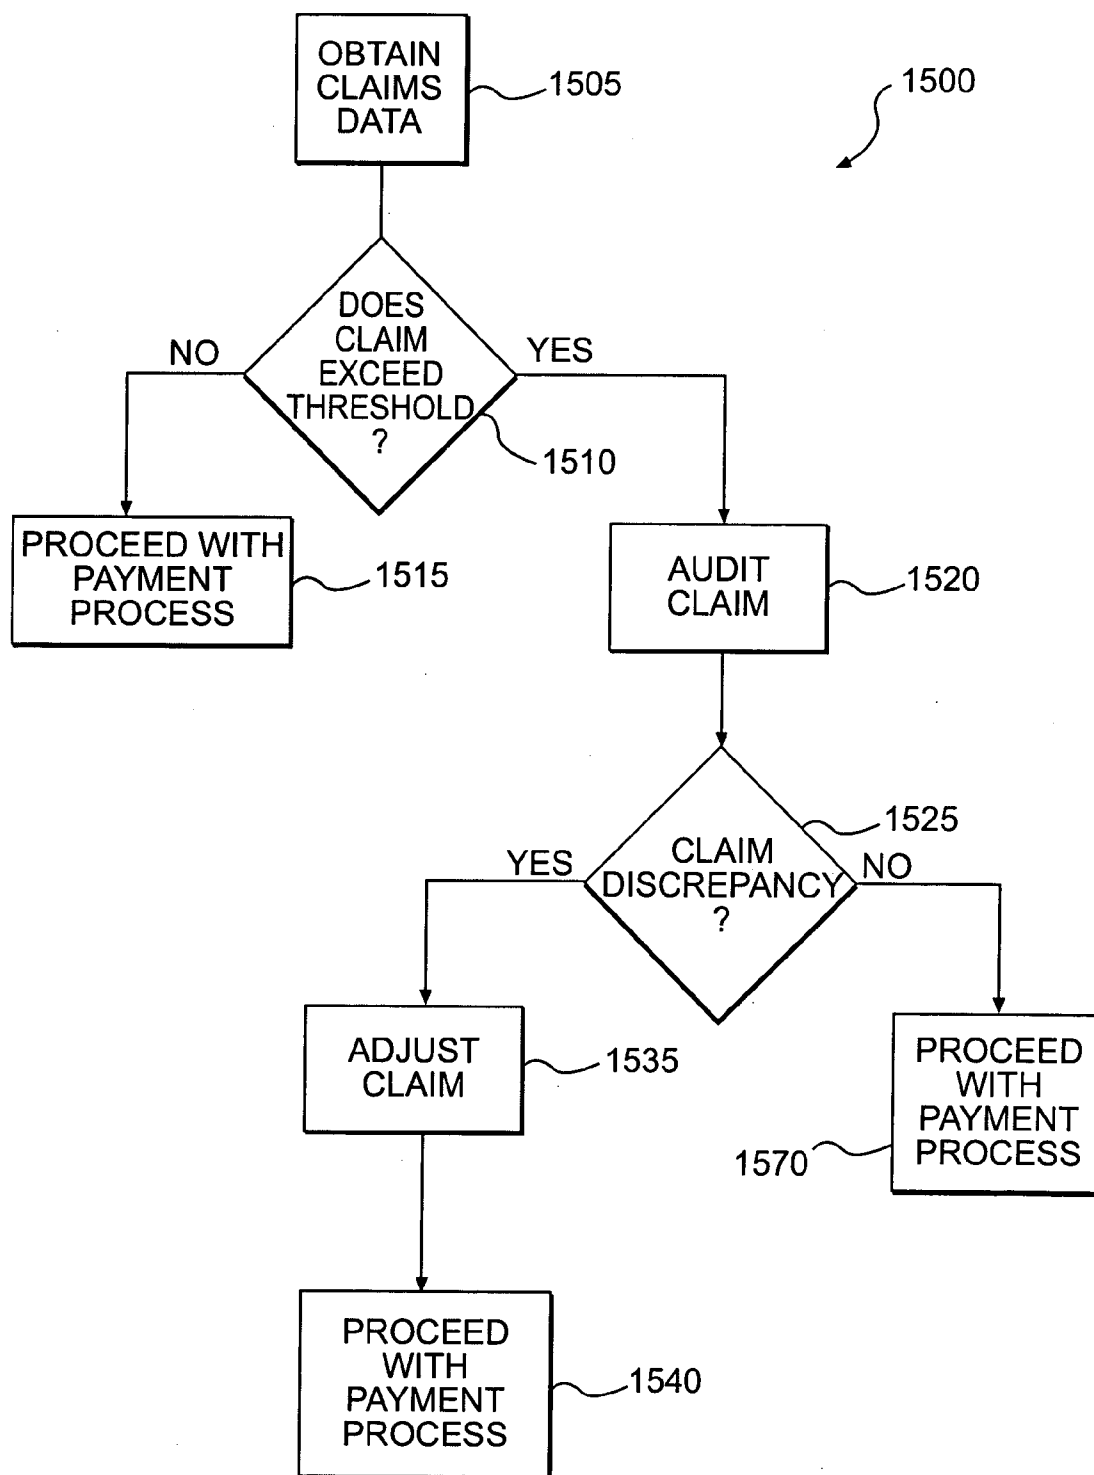 OBTAIN
CLAIMS
DATA
1505
1500
DOES
CLAIM
EXCEED
THRESHOLD
?
NO
YES
1510
PROCEED WITH
PAYMENT
PROCESS
1515
AUDIT
CLAIM
1520
CLAIM
DISCREPANCY
?
1525
YES
NO
ADJUST
CLAIM
1535
PROCEED
WITH
PAYMENT
PROCESS
1570
PROCEED
WITH
PAYMENT
PROCESS
1540